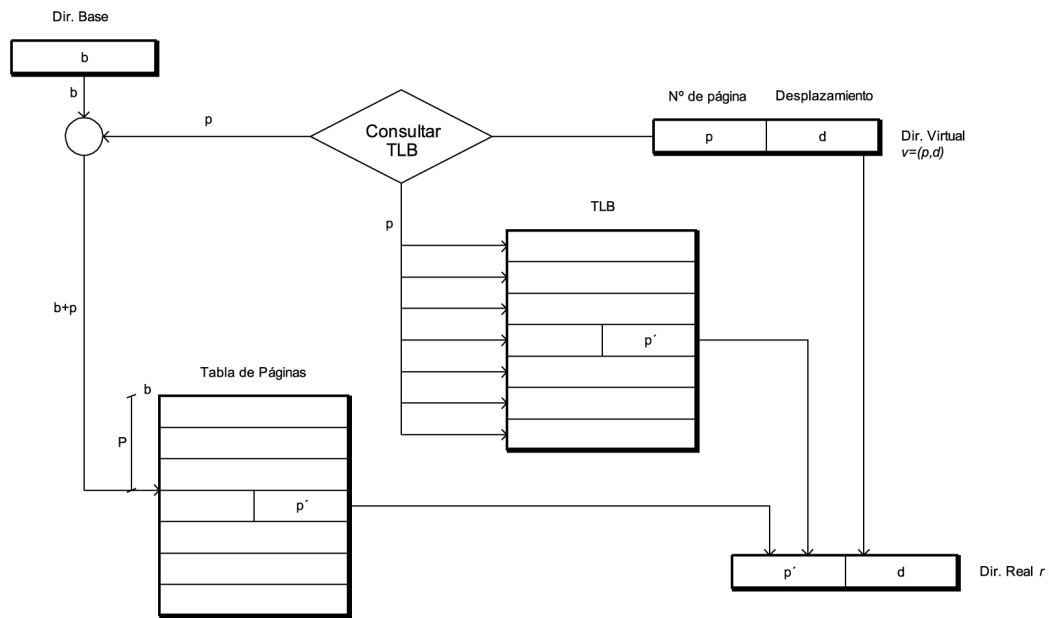 Dir. Base
b
b
p
Consultar
TLB
Nº de página
Desplazamiento
p
d
Dir. Virtual
v=(p,d)
p
TLB
p´
b+p
Tabla de Páginas
b
P
p´
p´
d
Dir. Real r